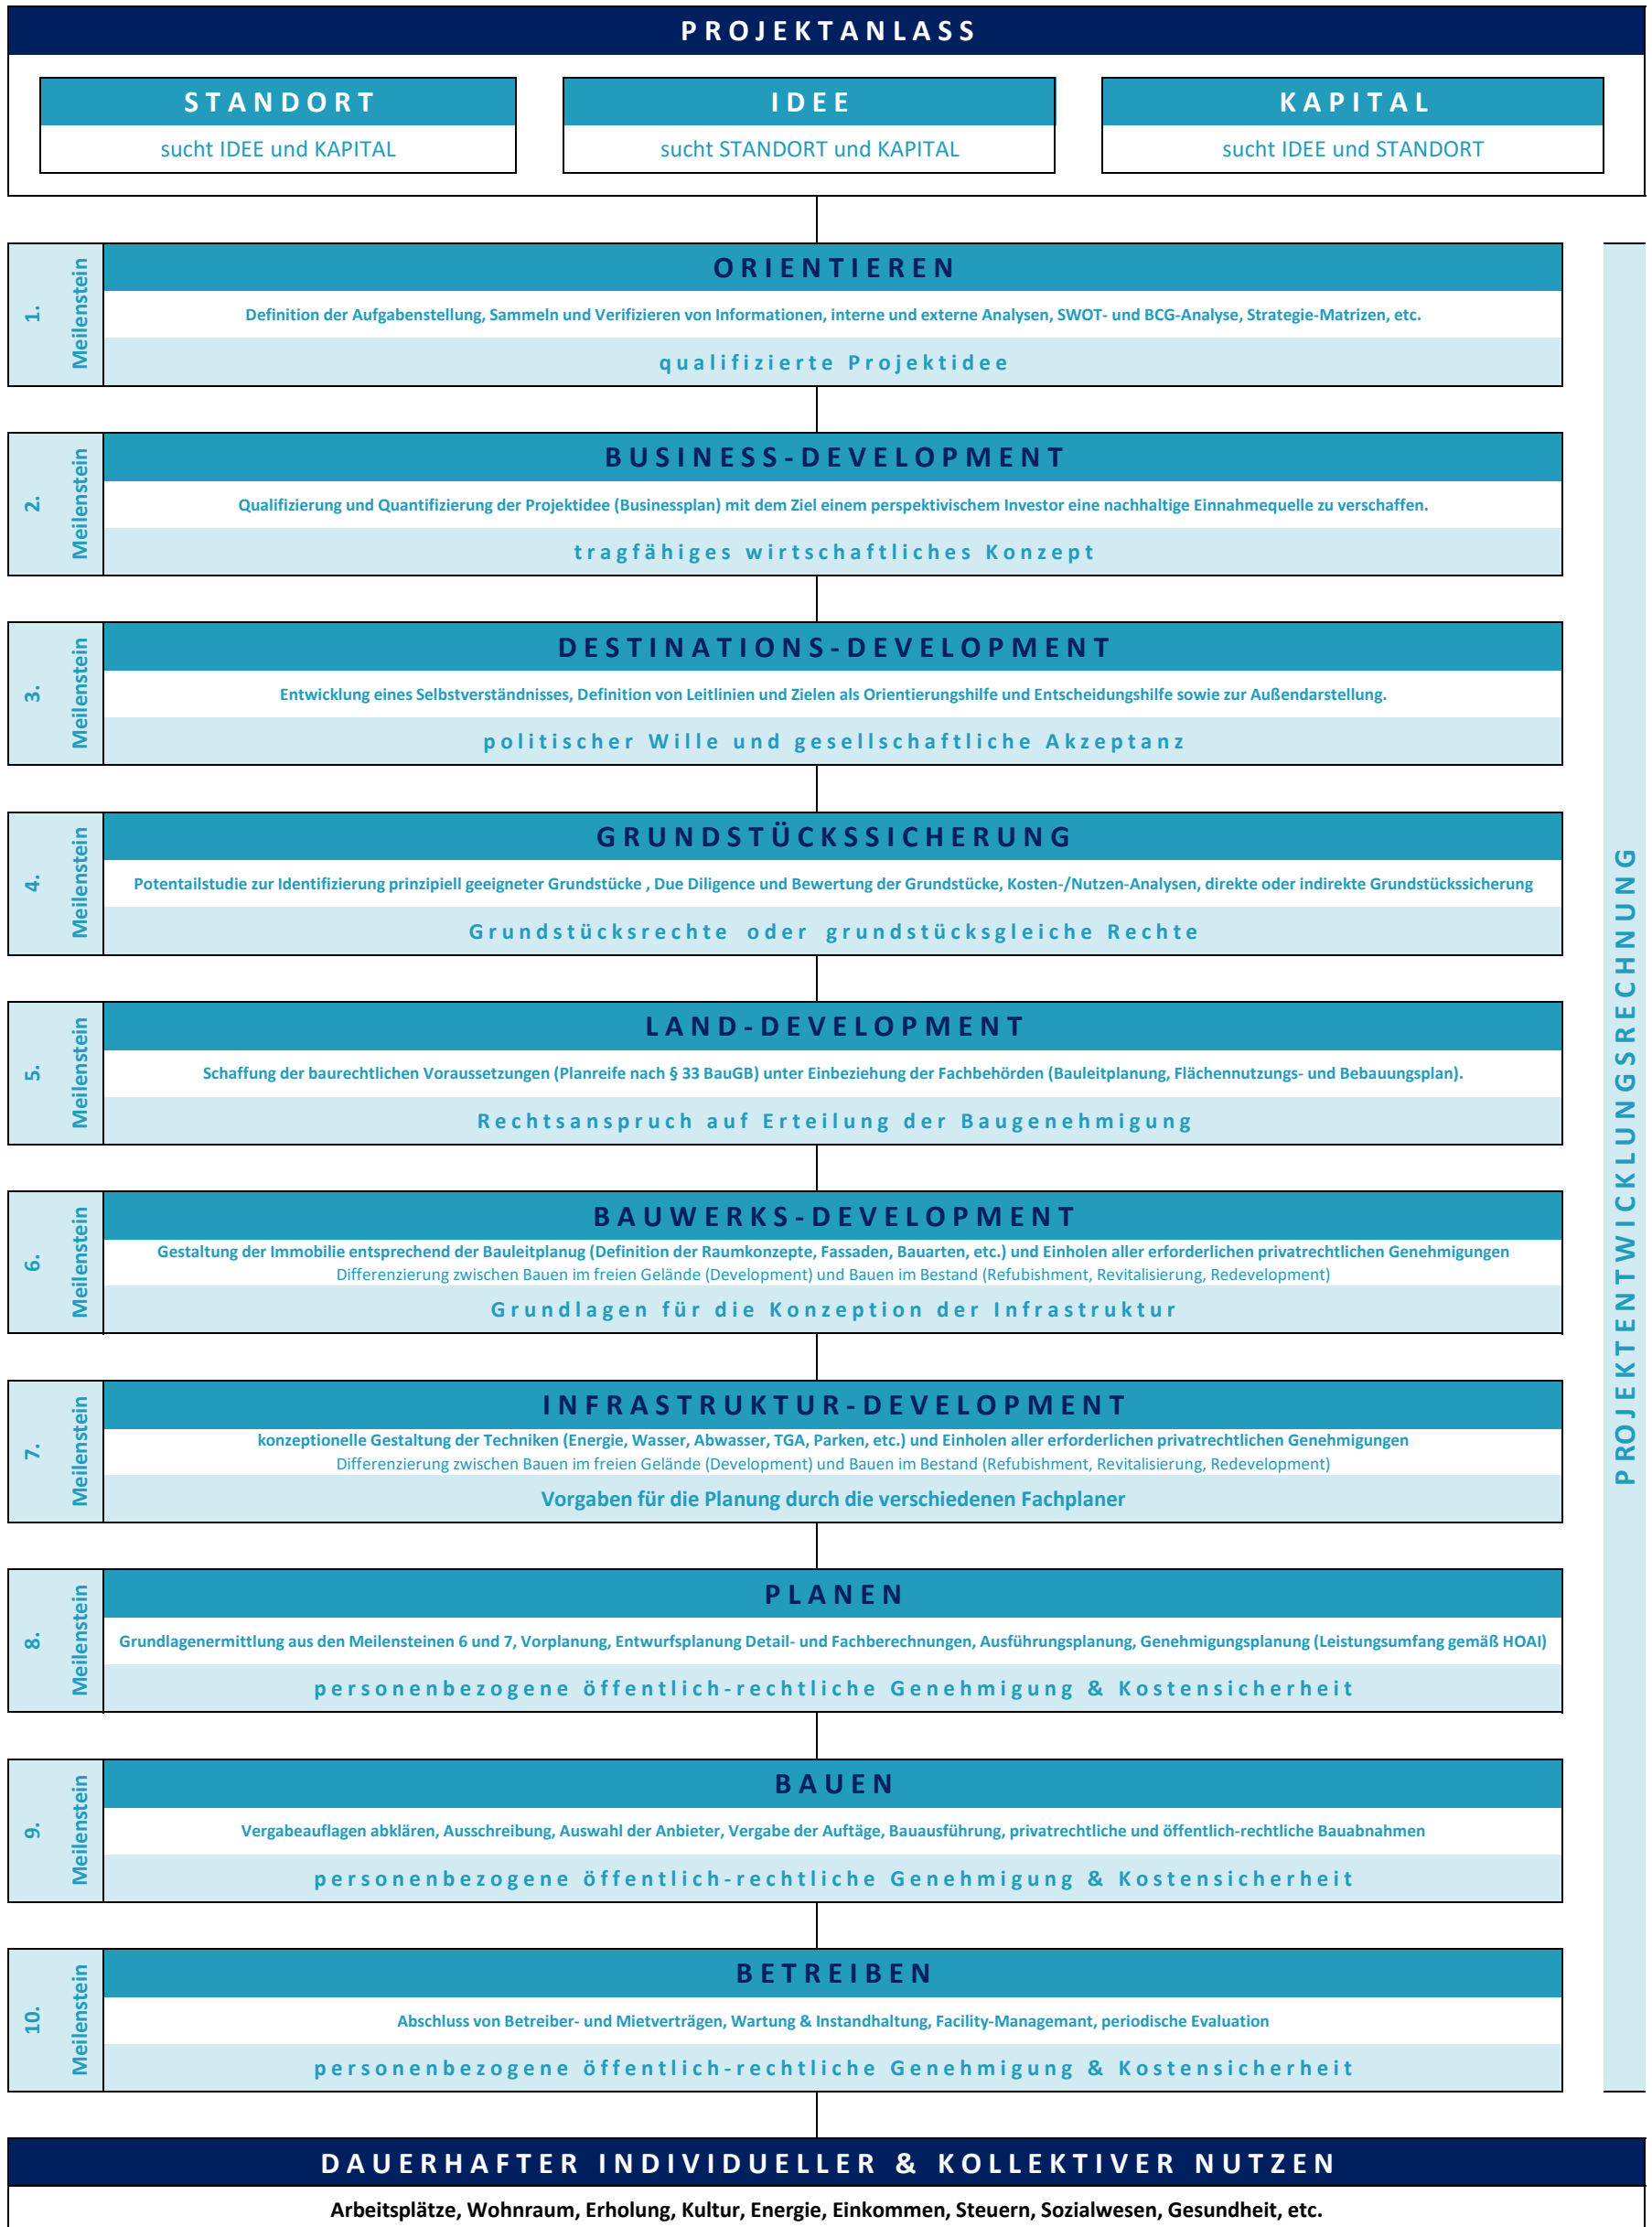 PROJEKTANLASS
STANDORT
sucht IDEE und KAPITAL
IDEE
sucht STANDORT und KAPITAL
KAPITAL
sucht IDEE und STANDORT
1.
Meilenstein
ORIENTIEREN
Definition der Aufgabenstellung, Sammeln und Verifizieren von Informationen, interne und externe Analysen, SWOT- und BCG-Analyse, Strategie-Matrizen, etc.
qualifizierte Projektidee
2.
Meilenstein
BUSINESS-DEVELOPMENT
Qualifizierung und Quantifizierung der Projektidee (Businessplan) mit dem Ziel einem perspektivischem Investor eine nachhaltige Einnahmequelle zu verschaffen.
tragfähiges wirtschaftliches Konzept
3.
Meilenstein
DESTINATIONS-DEVELOPMENT
Entwicklung eines Selbstverständnisses, Definition von Leitlinien und Zielen als Orientierungshilfe und Entscheidungshilfe sowie zur Außendarstellung.
politischer Wille und gesellschaftliche Akzeptanz
4.
Meilenstein
GRUNDSTÜCKSSICHERUNG
Potentailstudie zur Identifizierung prinzipiell geeigneter Grundstücke , Due Diligence und Bewertung der Grundstücke, Kosten-/Nutzen-Analysen, direkte oder indirekte Grundstückssicherung
Grundstücksrechte oder grundstücksgleiche Rechte
5.
Meilenstein
LAND-DEVELOPMENT
Schaffung der baurechtlichen Voraussetzungen (Planreife nach § 33 BauGB) unter Einbeziehung der Fachbehörden (Bauleitplanung, Flächennutzungs- und Bebauungsplan).
Rechtsanspruch auf Erteilung der Baugenehmigung
6.
Meilenstein
BAUWERKS-DEVELOPMENT
Gestaltung der Immobilie entsprechend der Bauleitplanug (Definition der Raumkonzepte, Fassaden, Bauarten, etc.) und Einholen aller erforderlichen privatrechtlichen Genehmigungen
Differenzierung zwischen Bauen im freien Gelände (Development) und Bauen im Bestand (Refubishment, Revitalisierung, Redevelopment)
Grundlagen für die Konzeption der Infrastruktur
7.
Meilenstein
INFRASTRUKTUR-DEVELOPMENT
konzeptionelle Gestaltung der Techniken (Energie, Wasser, Abwasser, TGA, Parken, etc.) und Einholen aller erforderlichen privatrechtlichen Genehmigungen
Differenzierung zwischen Bauen im freien Gelände (Development) und Bauen im Bestand (Refubishment, Revitalisierung, Redevelopment)
Vorgaben für die Planung durch die verschiedenen Fachplaner
8.
Meilenstein
PLANEN
Grundlagenermittlung aus den Meilensteinen 6 und 7, Vorplanung, Entwurfsplanung Detail- und Fachberechnungen, Ausführungsplanung, Genehmigungsplanung (Leistungsumfang gemäß HOAI)
personenbezogene öffentlich-rechtliche Genehmigung & Kostensicherheit
9.
Meilenstein
BAUEN
Vergabeauflagen abklären, Ausschreibung, Auswahl der Anbieter, Vergabe der Auftäge, Bauausführung, privatrechtliche und öffentlich-rechtliche Bauabnahmen
personenbezogene öffentlich-rechtliche Genehmigung & Kostensicherheit
10.
Meilenstein
BETREIBEN
Abschluss von Betreiber- und Mietverträgen, Wartung & Instandhaltung, Facility-Managemant, periodische Evaluation
personenbezogene öffentlich-rechtliche Genehmigung & Kostensicherheit
PROJEKTENTWICKLUNGSRECHNUNG
DAUERHAFTER INDIVIDUELLER & KOLLEKTIVER NUTZEN
Arbeitsplätze, Wohnraum, Erholung, Kultur, Energie, Einkommen, Steuern, Sozialwesen, Gesundheit, etc.